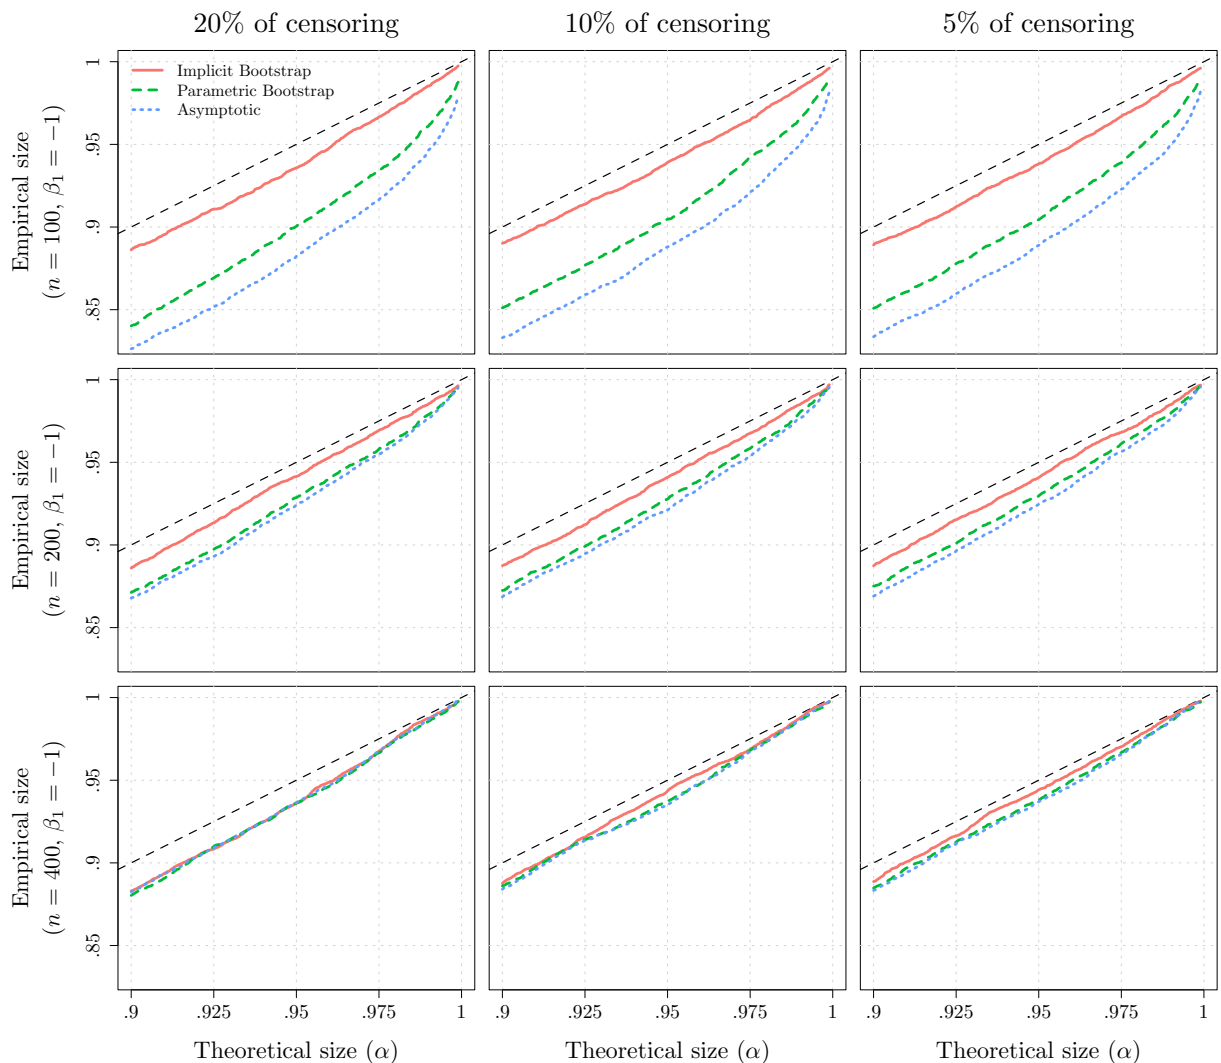 20% of censoring
10% of censoring
5% of censoring
Implicit Bootstrap
Parametric Bootstrap
Asymptotic
Empirical size
(n = 100, β₁ = −1)
1
.95
.9
.85
Empirical size
(n = 200, β₁ = −1)
1
.95
.9
.85
Empirical size
(n = 400, β₁ = −1)
1
.95
.9
.85
.9 .925 .95 .975 1
.9 .925 .95 .975 1
.9 .925 .95 .975 1
Theoretical size (α)
Theoretical size (α)
Theoretical size (α)